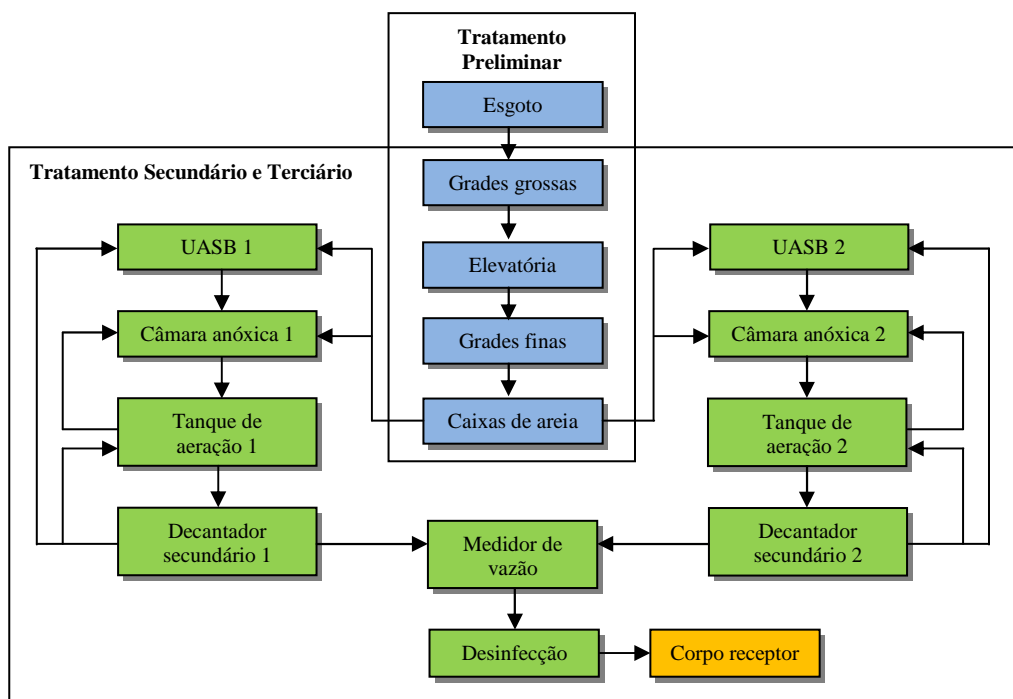 Tratamento
Preliminar
Esgoto
Tratamento Secundário e Terciário
Grades grossas
UASB 1
Elevatória
UASB 2
Câmara anóxica 1
Grades finas
Câmara anóxica 2
Tanque de
aeração 1
Caixas de areia
Tanque de
aeração 2
Decantador
secundário 1
Medidor de
vazão
Decantador
secundário 2
Desinfecção
Corpo receptor